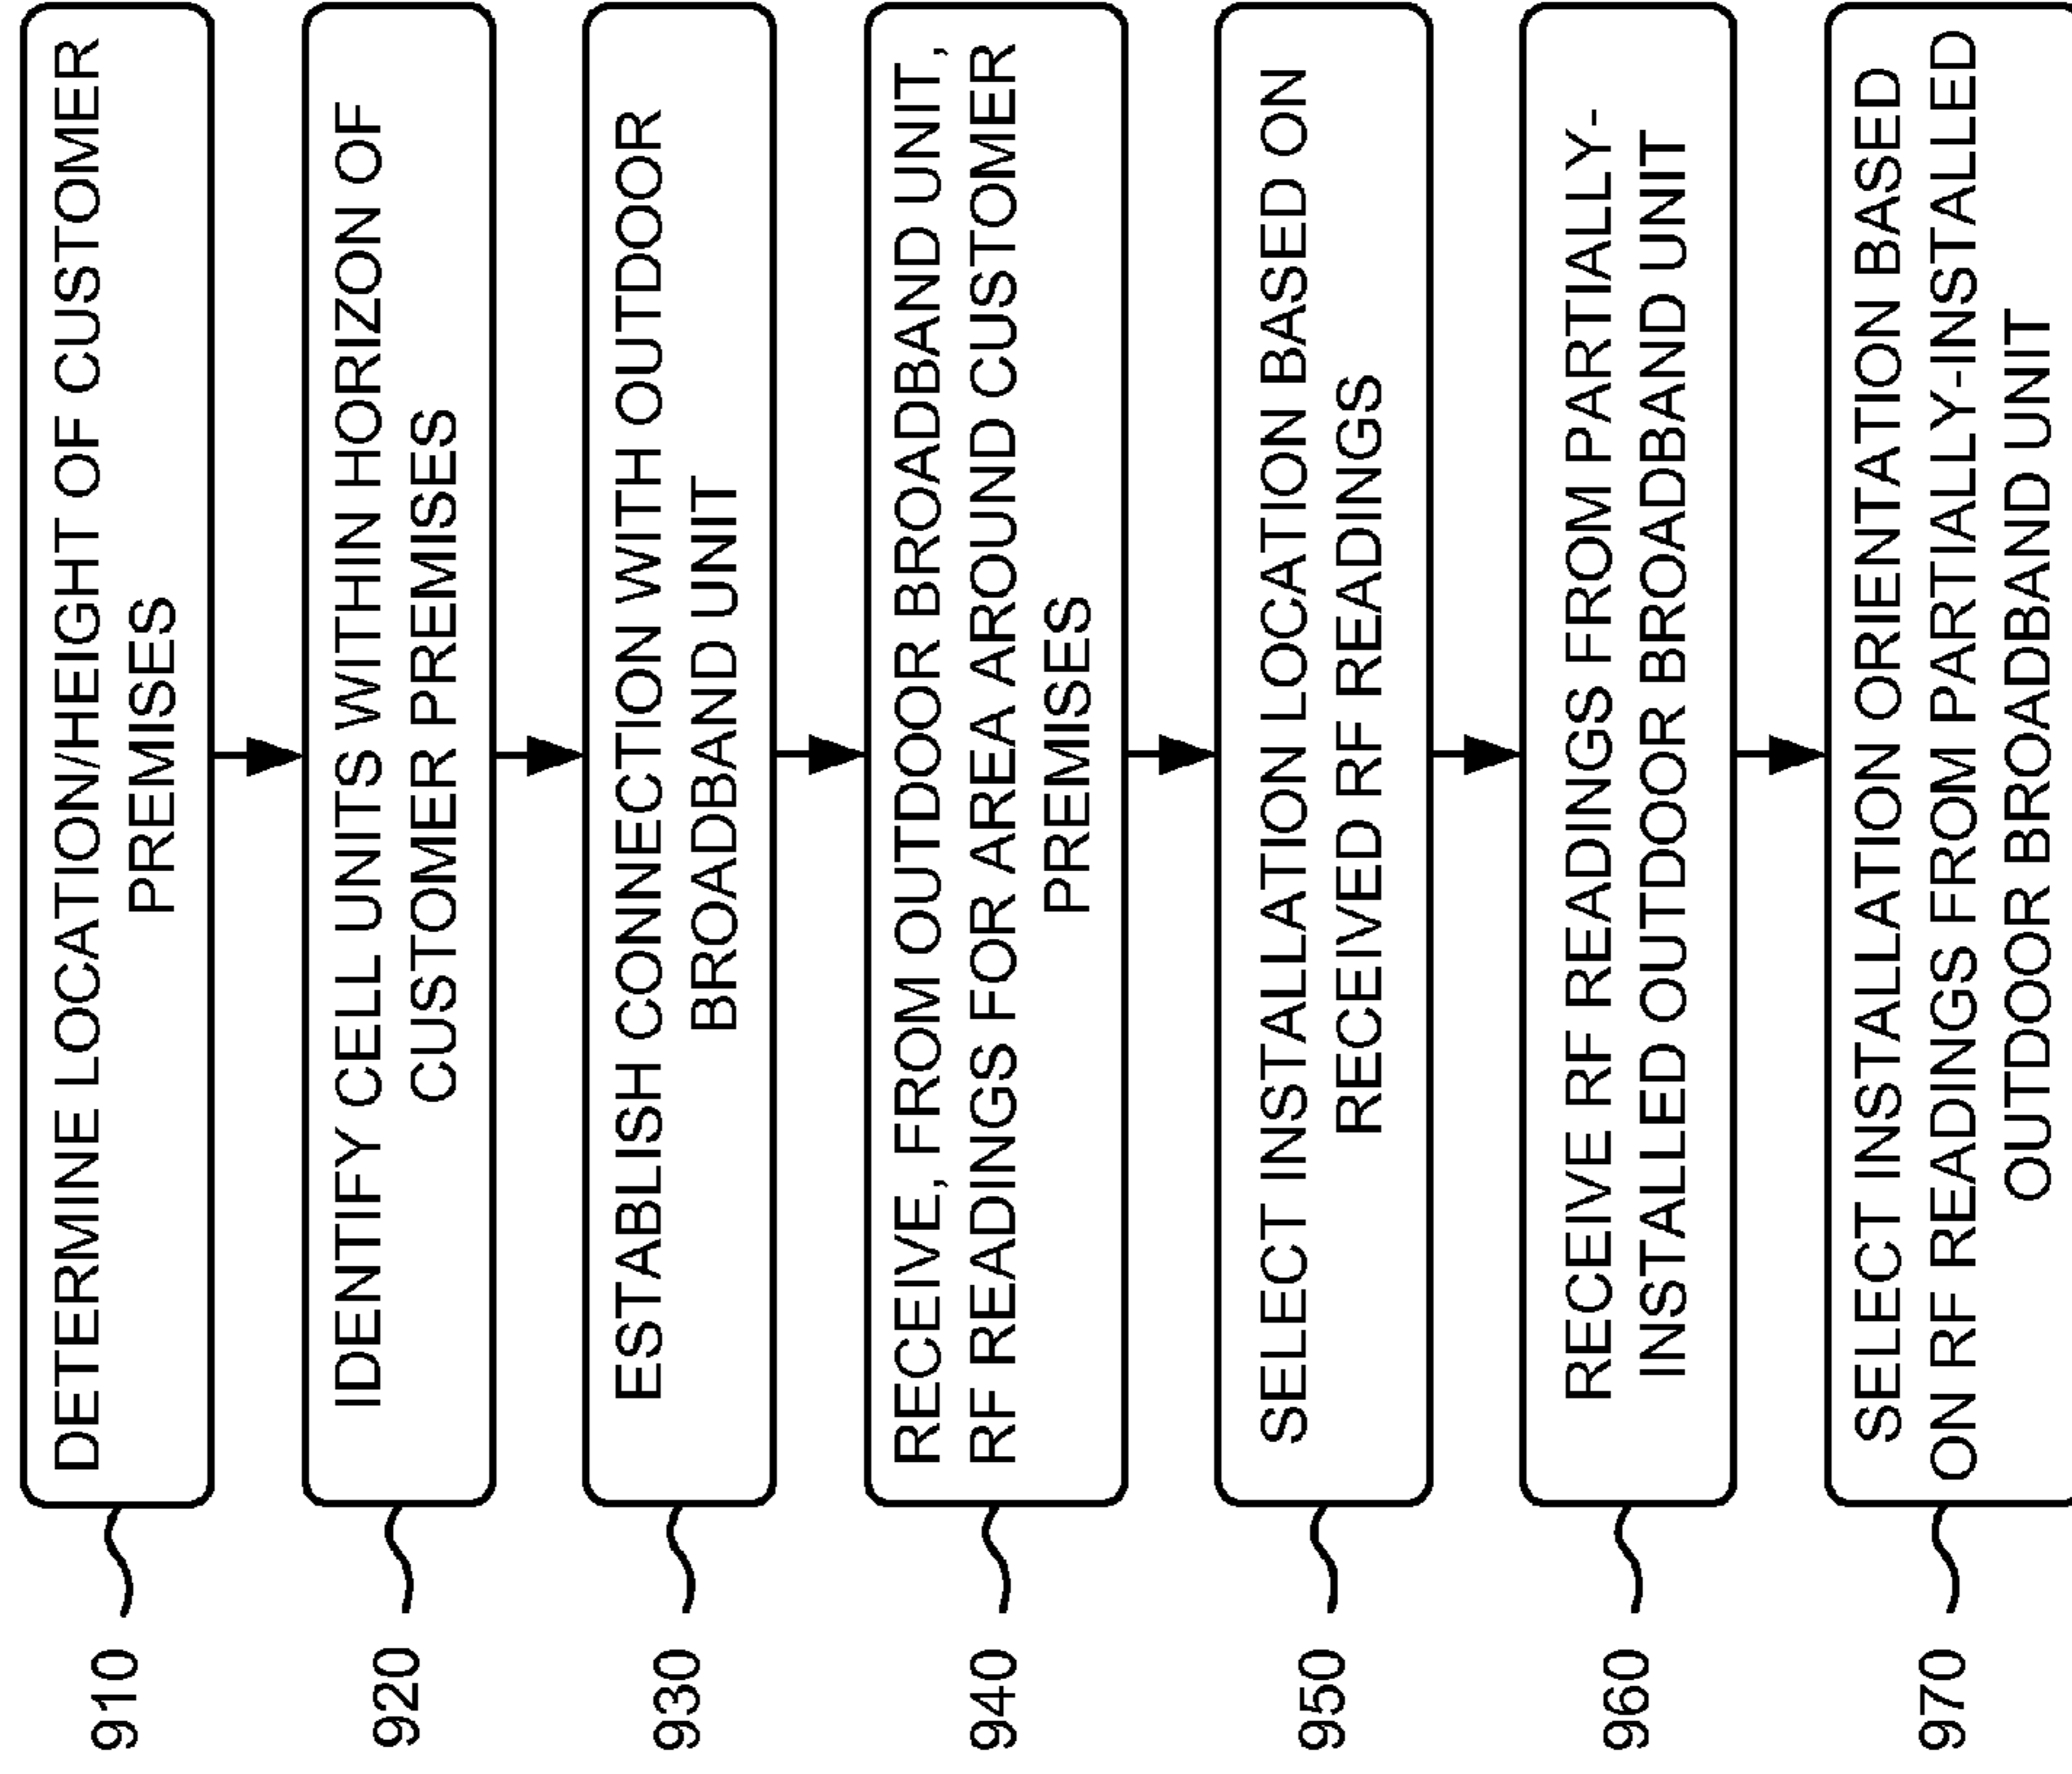 910
DETERMINE LOCATION/HEIGHT OF CUSTOMER
PREMISES
920
IDENTIFY CELL UNITS WITHIN HORIZON OF
CUSTOMER PREMISES
930
ESTABLISH CONNECTION WITH OUTDOOR
BROADBAND UNIT
940
RECEIVE, FROM OUTDOOR BROADBAND UNIT,
RF READINGS FOR AREA AROUND CUSTOMER
PREMISES
950
SELECT INSTALLATION LOCATION BASED ON
RECEIVED RF READINGS
960
RECEIVE RF READINGS FROM PARTIALLY-
INSTALLED OUTDOOR BROADBAND UNIT
970
SELECT INSTALLATION ORIENTATION BASED
ON RF READINGS FROM PARTIALLY-INSTALLED
OUTDOOR BROADBAND UNIT